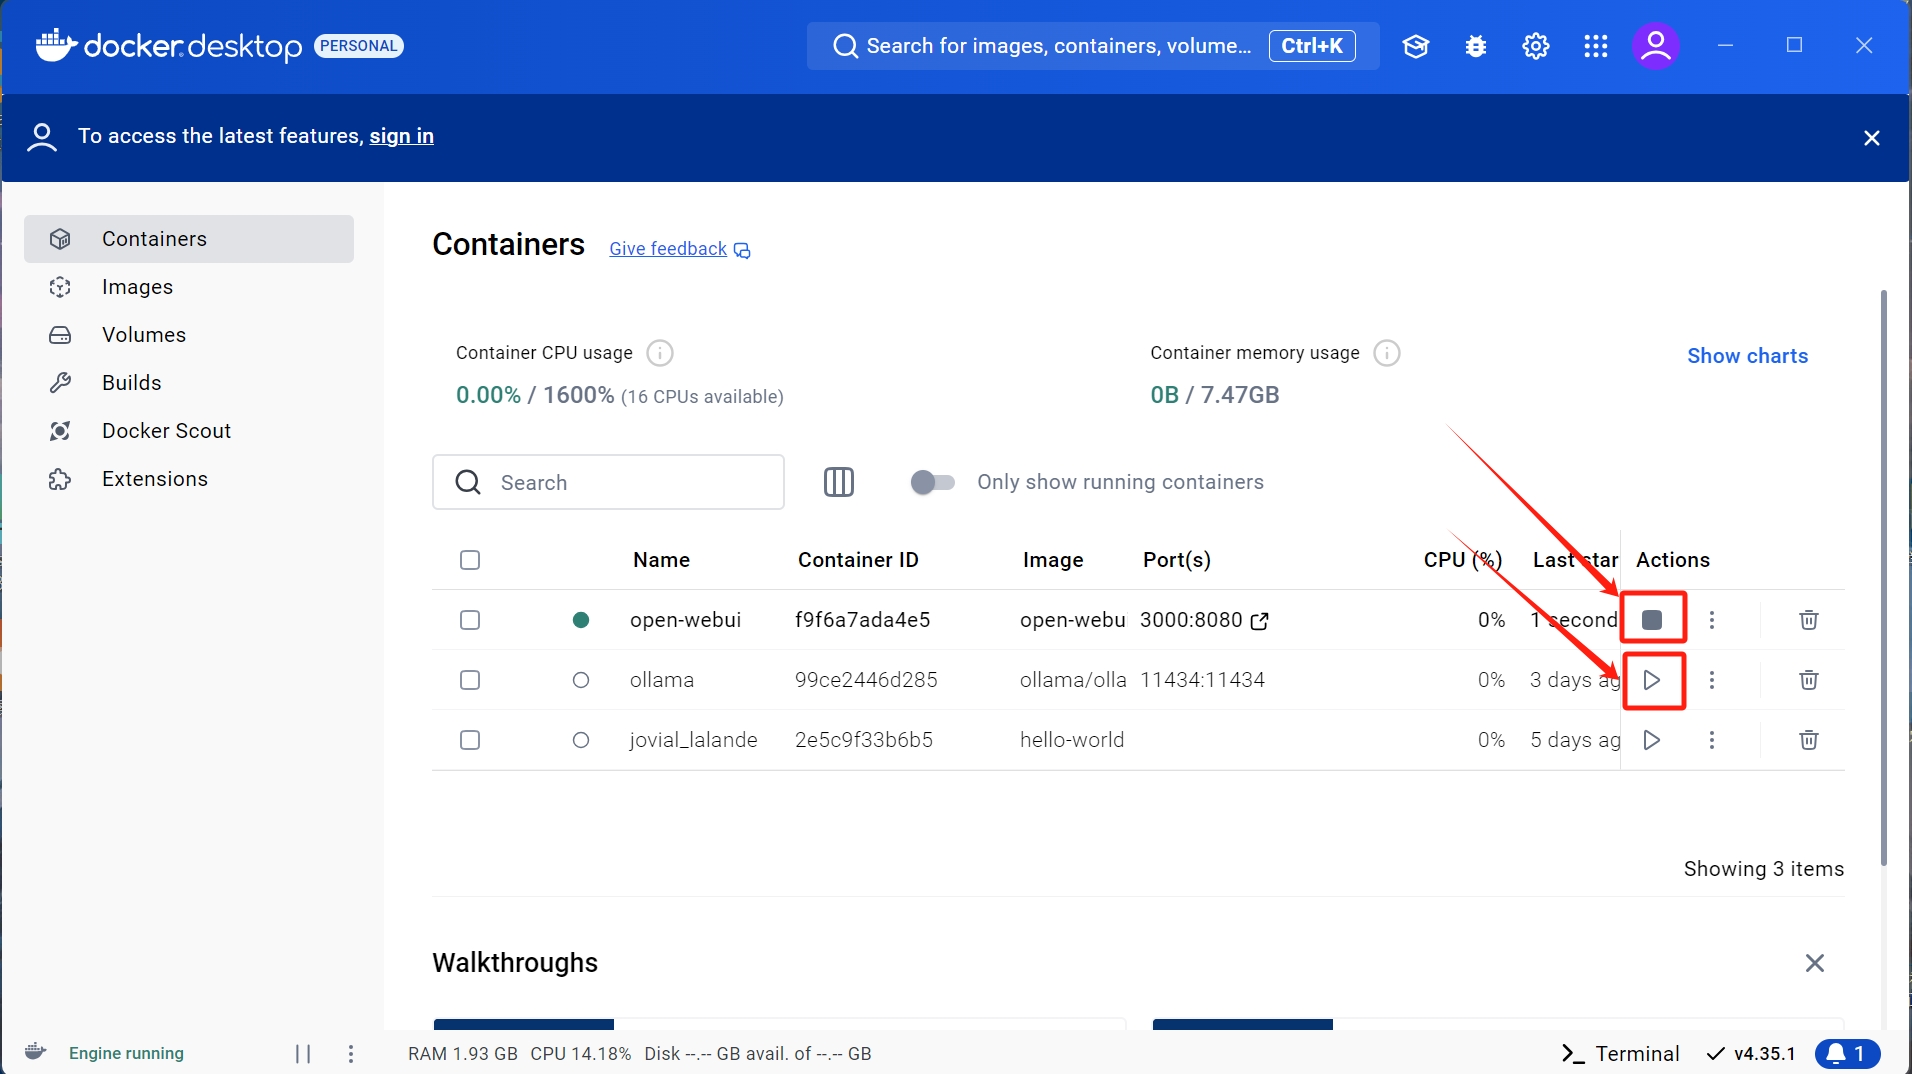 docker desktop PERSONAL
Search for images, containers, volume... Ctrl+K
To access the latest features, sign in
Containers
Images
Volumes
Builds
Docker Scout
Extensions
Containers Give feedback
Container CPU usage
0.00% / 1600% (16 CPUs available)
Container memory usage
0B / 7.47GB
Show charts
Search
Only show running containers
Name Container ID Image Port(s) CPU (%) Last star Actions
open-webui f9f6a7ada4e5 open-webu 3000:8080 0% 1 second
ollama 99ce2446d285 ollama/olla 11434:11434 0% 3 days ag
jovial_lalande 2e5c9f33b6b5 hello-world 0% 5 days ag
Showing 3 items
Walkthroughs
Engine running
RAM 1.93 GB CPU 14.18% Disk --.-- GB avail. of --.-- GB
Terminal
v4.35.1
1